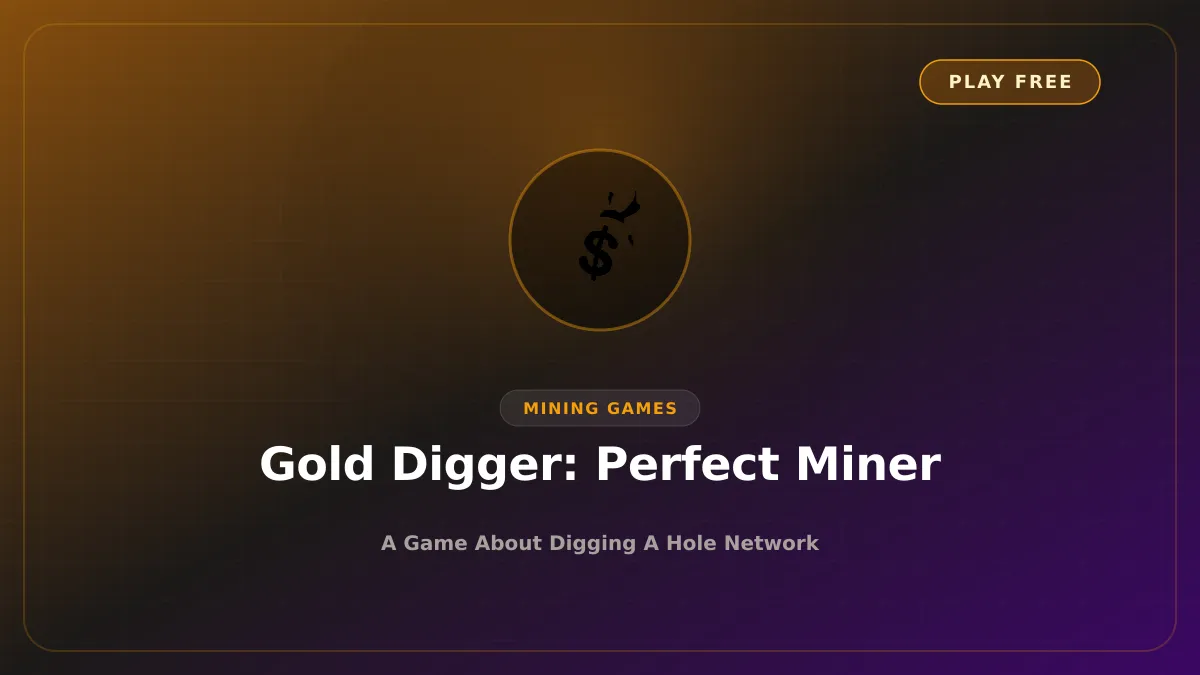 PLAY FREE
$
MINING GAMES
Gold Digger: Perfect Miner
A Game About Digging A Hole Network